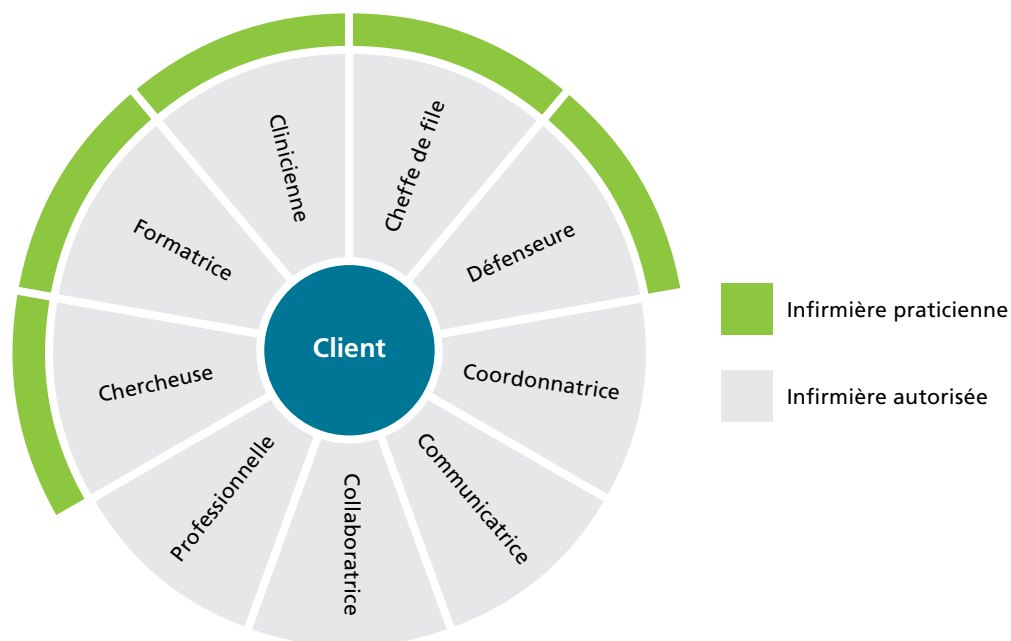 Clinicienne
Cheffe de file
Défenseure
Coordonnatrice
Communicatrice
Collaboratrice
Professionnelle
Chercheuse
Formatrice
Client
Infirmière praticienne
Infirmière autorisée